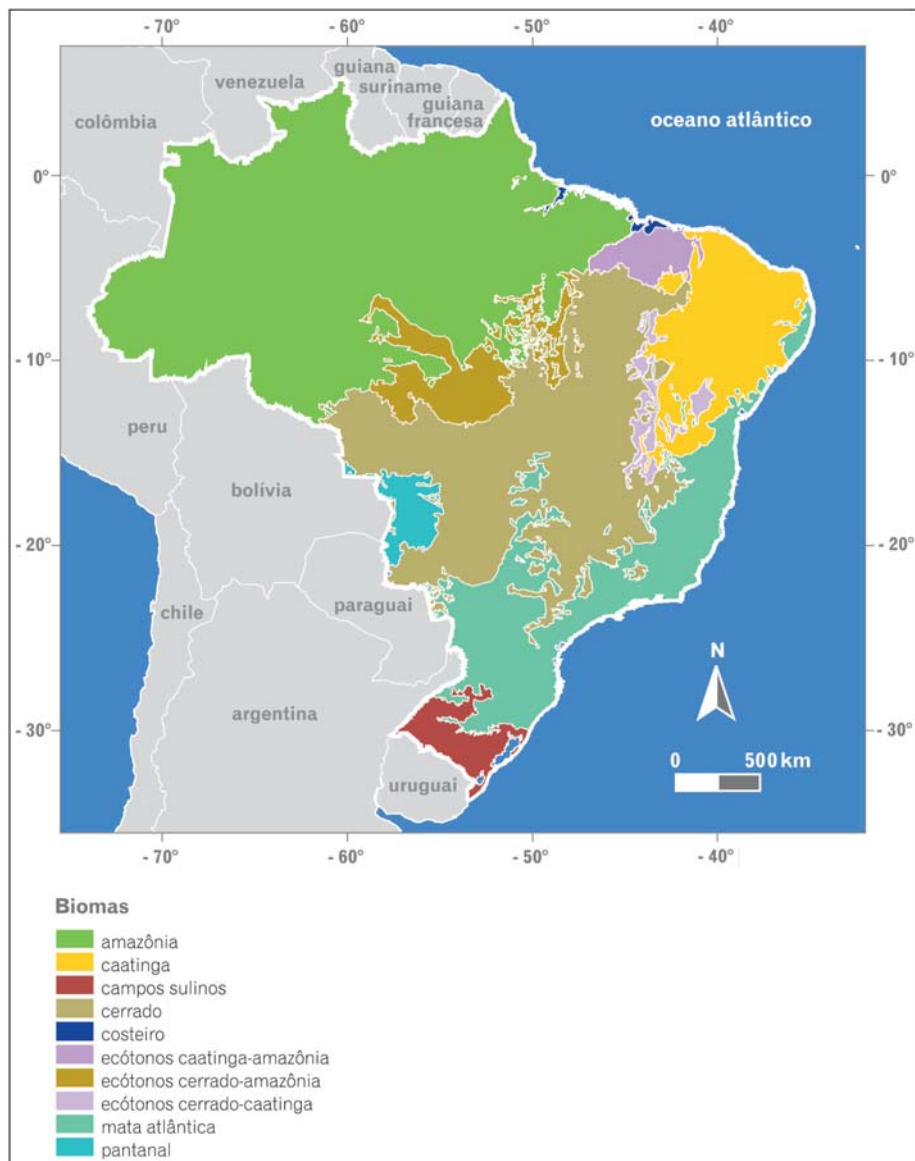 - 70°
- 60°
- 50°
- 40°
guiana
venezuela
suriname
guiana
francesa
colômbia
oceano atlântico
0°
0°
- 10°
- 10°
peru
bolívia
- 20°
- 20°
paraguai
chile
N
argentina
- 30°
- 30°
0
500 km
uruguai
- 70°
- 60°
- 50°
- 40°
Biomas
amazônia
caatinga
campos sulinos
cerrado
costeiro
ecótonos caatinga-amazônia
ecótonos cerrado-amazônia
ecótonos cerrado-caatinga
mata atlântica
pantanal